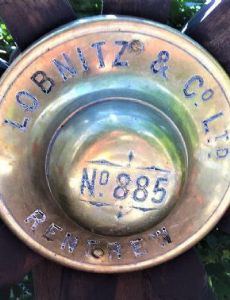 LOBNITZ & Co LTD
No 885
RENFREW